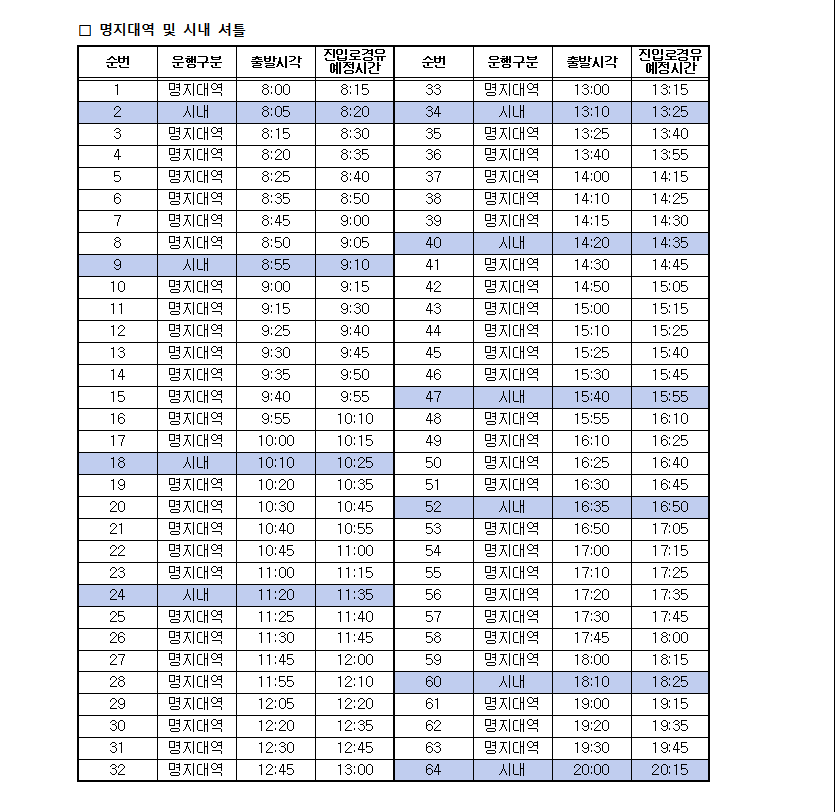 □ 명지대역 및 시내 셔틀
순번 운행구분 출발시각 진입로경유 예정시간 순번 운행구분 출발시각 진입로경유 예정시간
1 명지대역 8:00 8:15 33 명지대역 13:00 13:15
2 시내 8:05 8:20 34 시내 13:10 13:25
3 명지대역 8:15 8:30 35 명지대역 13:25 13:40
4 명지대역 8:20 8:35 36 명지대역 13:40 13:55
5 명지대역 8:25 8:40 37 명지대역 14:00 14:15
6 명지대역 8:35 8:50 38 명지대역 14:10 14:25
7 명지대역 8:45 9:00 39 명지대역 14:15 14:30
8 명지대역 8:50 9:05 40 시내 14:20 14:35
9 시내 8:55 9:10 41 명지대역 14:30 14:45
10 명지대역 9:00 9:15 42 명지대역 14:50 15:05
11 명지대역 9:15 9:30 43 명지대역 15:00 15:15
12 명지대역 9:25 9:40 44 명지대역 15:10 15:25
13 명지대역 9:30 9:45 45 명지대역 15:25 15:40
14 명지대역 9:35 9:50 46 명지대역 15:30 15:45
15 명지대역 9:40 9:55 47 시내 15:40 15:55
16 명지대역 9:55 10:10 48 명지대역 15:55 16:10
17 명지대역 10:00 10:15 49 명지대역 16:10 16:25
18 시내 10:10 10:25 50 명지대역 16:25 16:40
19 명지대역 10:20 10:35 51 명지대역 16:30 16:45
20 명지대역 10:30 10:45 52 시내 16:35 16:50
21 명지대역 10:40 10:55 53 명지대역 16:50 17:05
22 명지대역 10:45 11:00 54 명지대역 17:00 17:15
23 명지대역 11:00 11:15 55 명지대역 17:10 17:25
24 시내 11:20 11:35 56 명지대역 17:20 17:35
25 명지대역 11:25 11:40 57 명지대역 17:30 17:45
26 명지대역 11:30 11:45 58 명지대역 17:45 18:00
27 명지대역 11:45 12:00 59 명지대역 18:00 18:15
28 명지대역 11:55 12:10 60 시내 18:10 18:25
29 명지대역 12:05 12:20 61 명지대역 19:00 19:15
30 명지대역 12:20 12:35 62 명지대역 19:20 19:35
31 명지대역 12:30 12:45 63 명지대역 19:30 19:45
32 명지대역 12:45 13:00 64 시내 20:00 20:15